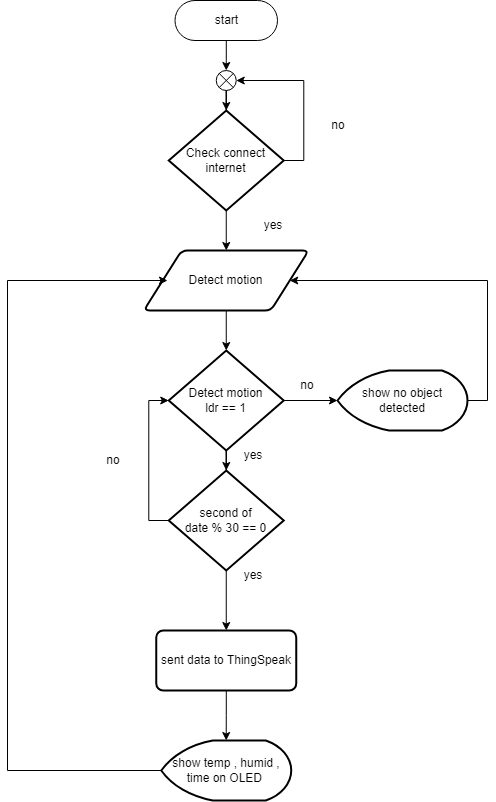 start
no
Check connect
internet
yes
Detect motion
Detect motion
ldr == 1
no
show no object
detected
yes
no
second of
date % 30 == 0
yes
sent data to ThingSpeak
show temp , humid ,
time on OLED